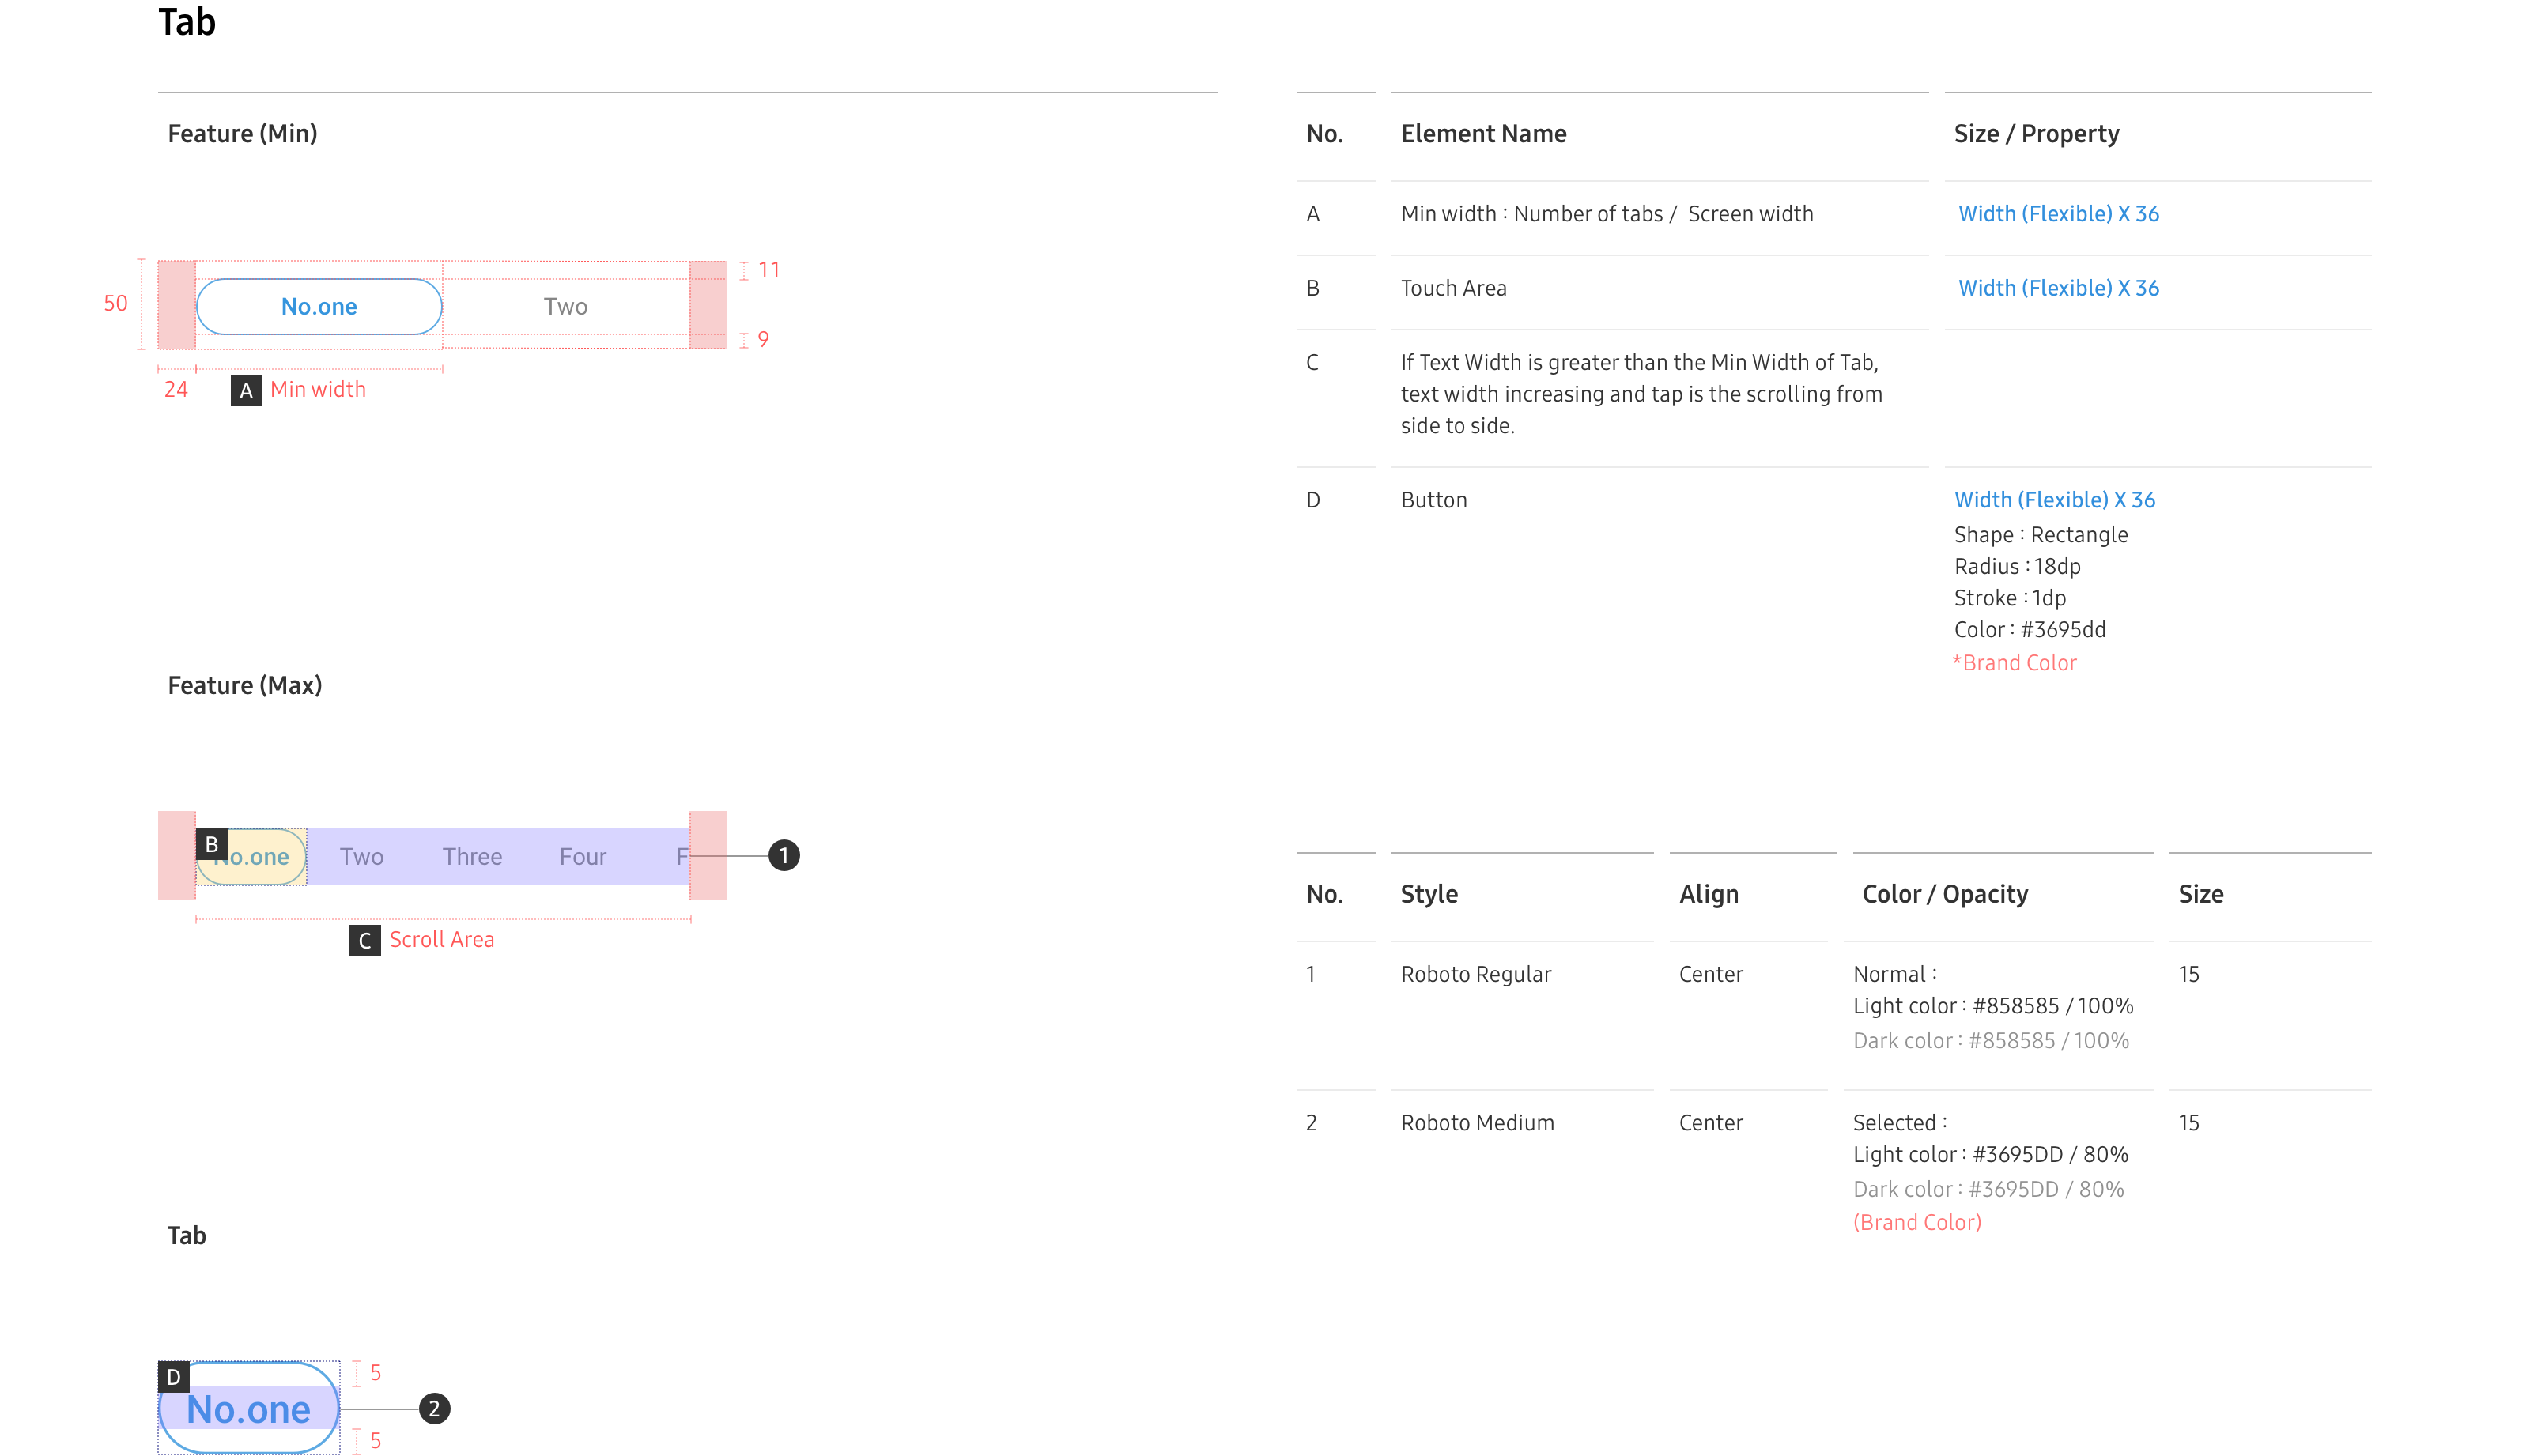 Tab
Feature (Min)
50
No.one
Two
11
9
24
A Min width
Feature (Max)
B
No.one
Two
Three
Four
F
1
C Scroll Area
Tab
D
No.one
5
2
5
No. Element Name Size / Property
A Min width : Number of tabs / Screen width Width (Flexible) X 36
B Touch Area Width (Flexible) X 36
C If Text Width is greater than the Min Width of Tab,
text width increasing and tap is the scrolling from
side to side.
D Button Width (Flexible) X 36
Shape : Rectangle
Radius : 18dp
Stroke : 1dp
Color : #3695dd
*Brand Color
No. Style Align Color / Opacity Size
1 Roboto Regular Center Normal : 15
Light color : #858585 / 100%
Dark color : #858585 / 100%
2 Roboto Medium Center Selected : 15
Light color : #3695DD / 80%
Dark color : #3695DD / 80%
(Brand Color)